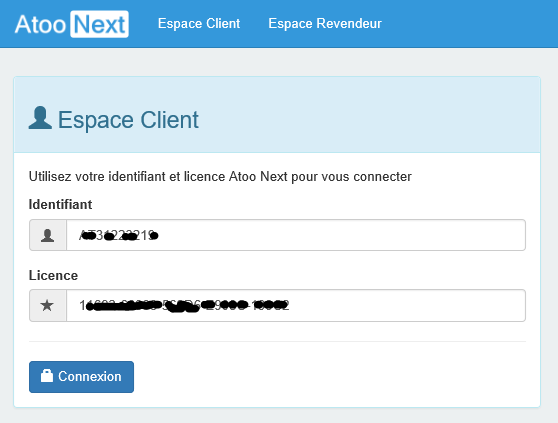 Atoo Next
Espace Client
Espace Revendeur
Espace Client
Utilisez votre identifiant et licence Atoo Next pour vous connecter
Identifiant
Licence
Connexion